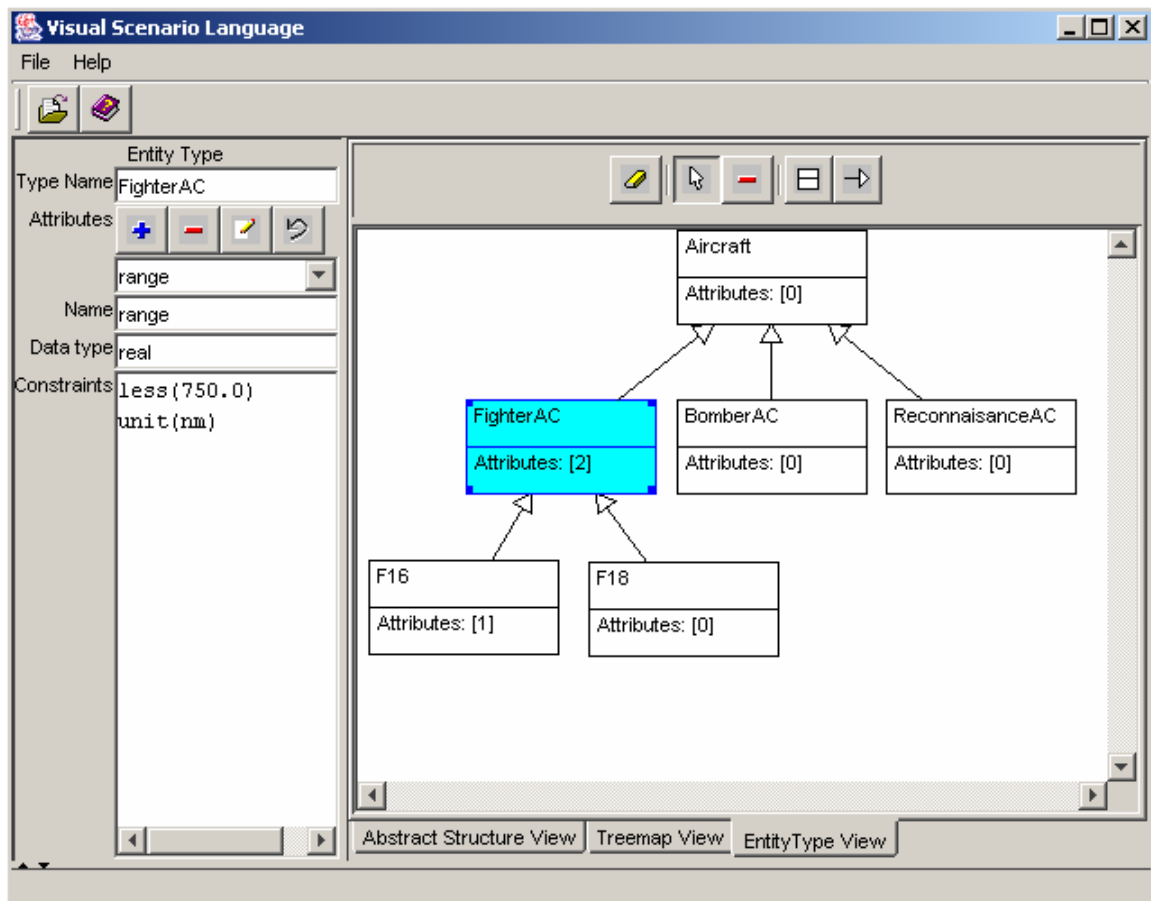 Visual Scenario Language
File Help
Entity Type
Type Name FighterAC
Attributes
range
Name range
Data type real
Constraints less(750.0)
unit(nm)
Aircraft
Attributes: [0]
FighterAC
Attributes: [2]
BomberAC
Attributes: [0]
ReconnaisanceAC
Attributes: [0]
F16
Attributes: [1]
F18
Attributes: [0]
Abstract Structure View Treemap View EntityType View